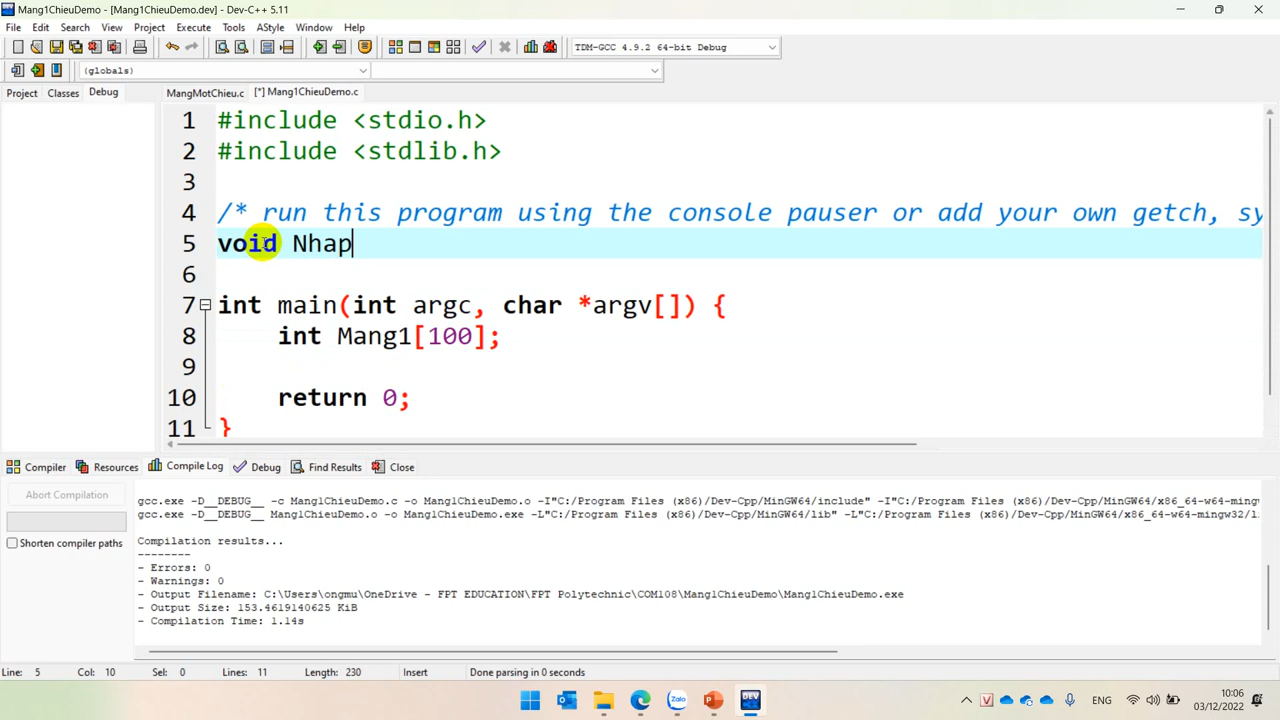 Mang1ChieuDemo - [Mang1ChieuDemo.dev] - Dev-C++ 5.11
File Edit Search View Project Execute Tools AStyle Window Help
TDM-GCC 4.9.2 64-bit Debug
(globals)
Project Classes Debug MangMotChieu.c [*] Mang1ChieuDemo.c
1 #include <stdio.h>
2 #include <stdlib.h>
3
4 /* run this program using the console pauser or add your own getch, sy
5 void Nhap
6
7 int main(int argc, char *argv[]) {
8 int Mang1[100];
9
10 return 0;
11 }
Compiler Resources Compile Log Debug Find Results Close
Abort Compilation
Shorten compiler paths
gcc.exe -D__DEBUG__ -c Mang1ChieuDemo.c -o Mang1ChieuDemo.o -I"C:/Program Files (x86)/Dev-Cpp/MinGW64/include" -I"C:/Program Files (x86)/Dev-Cpp/MinGW64/x86_64-w64-ming
gcc.exe -D__DEBUG__ Mang1ChieuDemo.o -o Mang1ChieuDemo.exe -L"C:/Program Files (x86)/Dev-Cpp/MinGW64/lib" -L"C:/Program Files (x86)/Dev-Cpp/MinGW64/x86_64-w64-mingw32/l
Compilation results...
--------
- Errors: 0
- Warnings: 0
- Output Filename: C:\Users\ongmu\OneDrive - FPT EDUCATION\FPT Polytechnic\COM108\Mang1ChieuDemo\Mang1ChieuDemo.exe
- Output Size: 153.4619140625 KiB
- Compilation Time: 1.14s
Line: 5 Col: 10 Sel: 0 Lines: 11 Length: 230 Insert Done parsing in 0 seconds
Zalo DEV ENG 10:06
03/12/2022